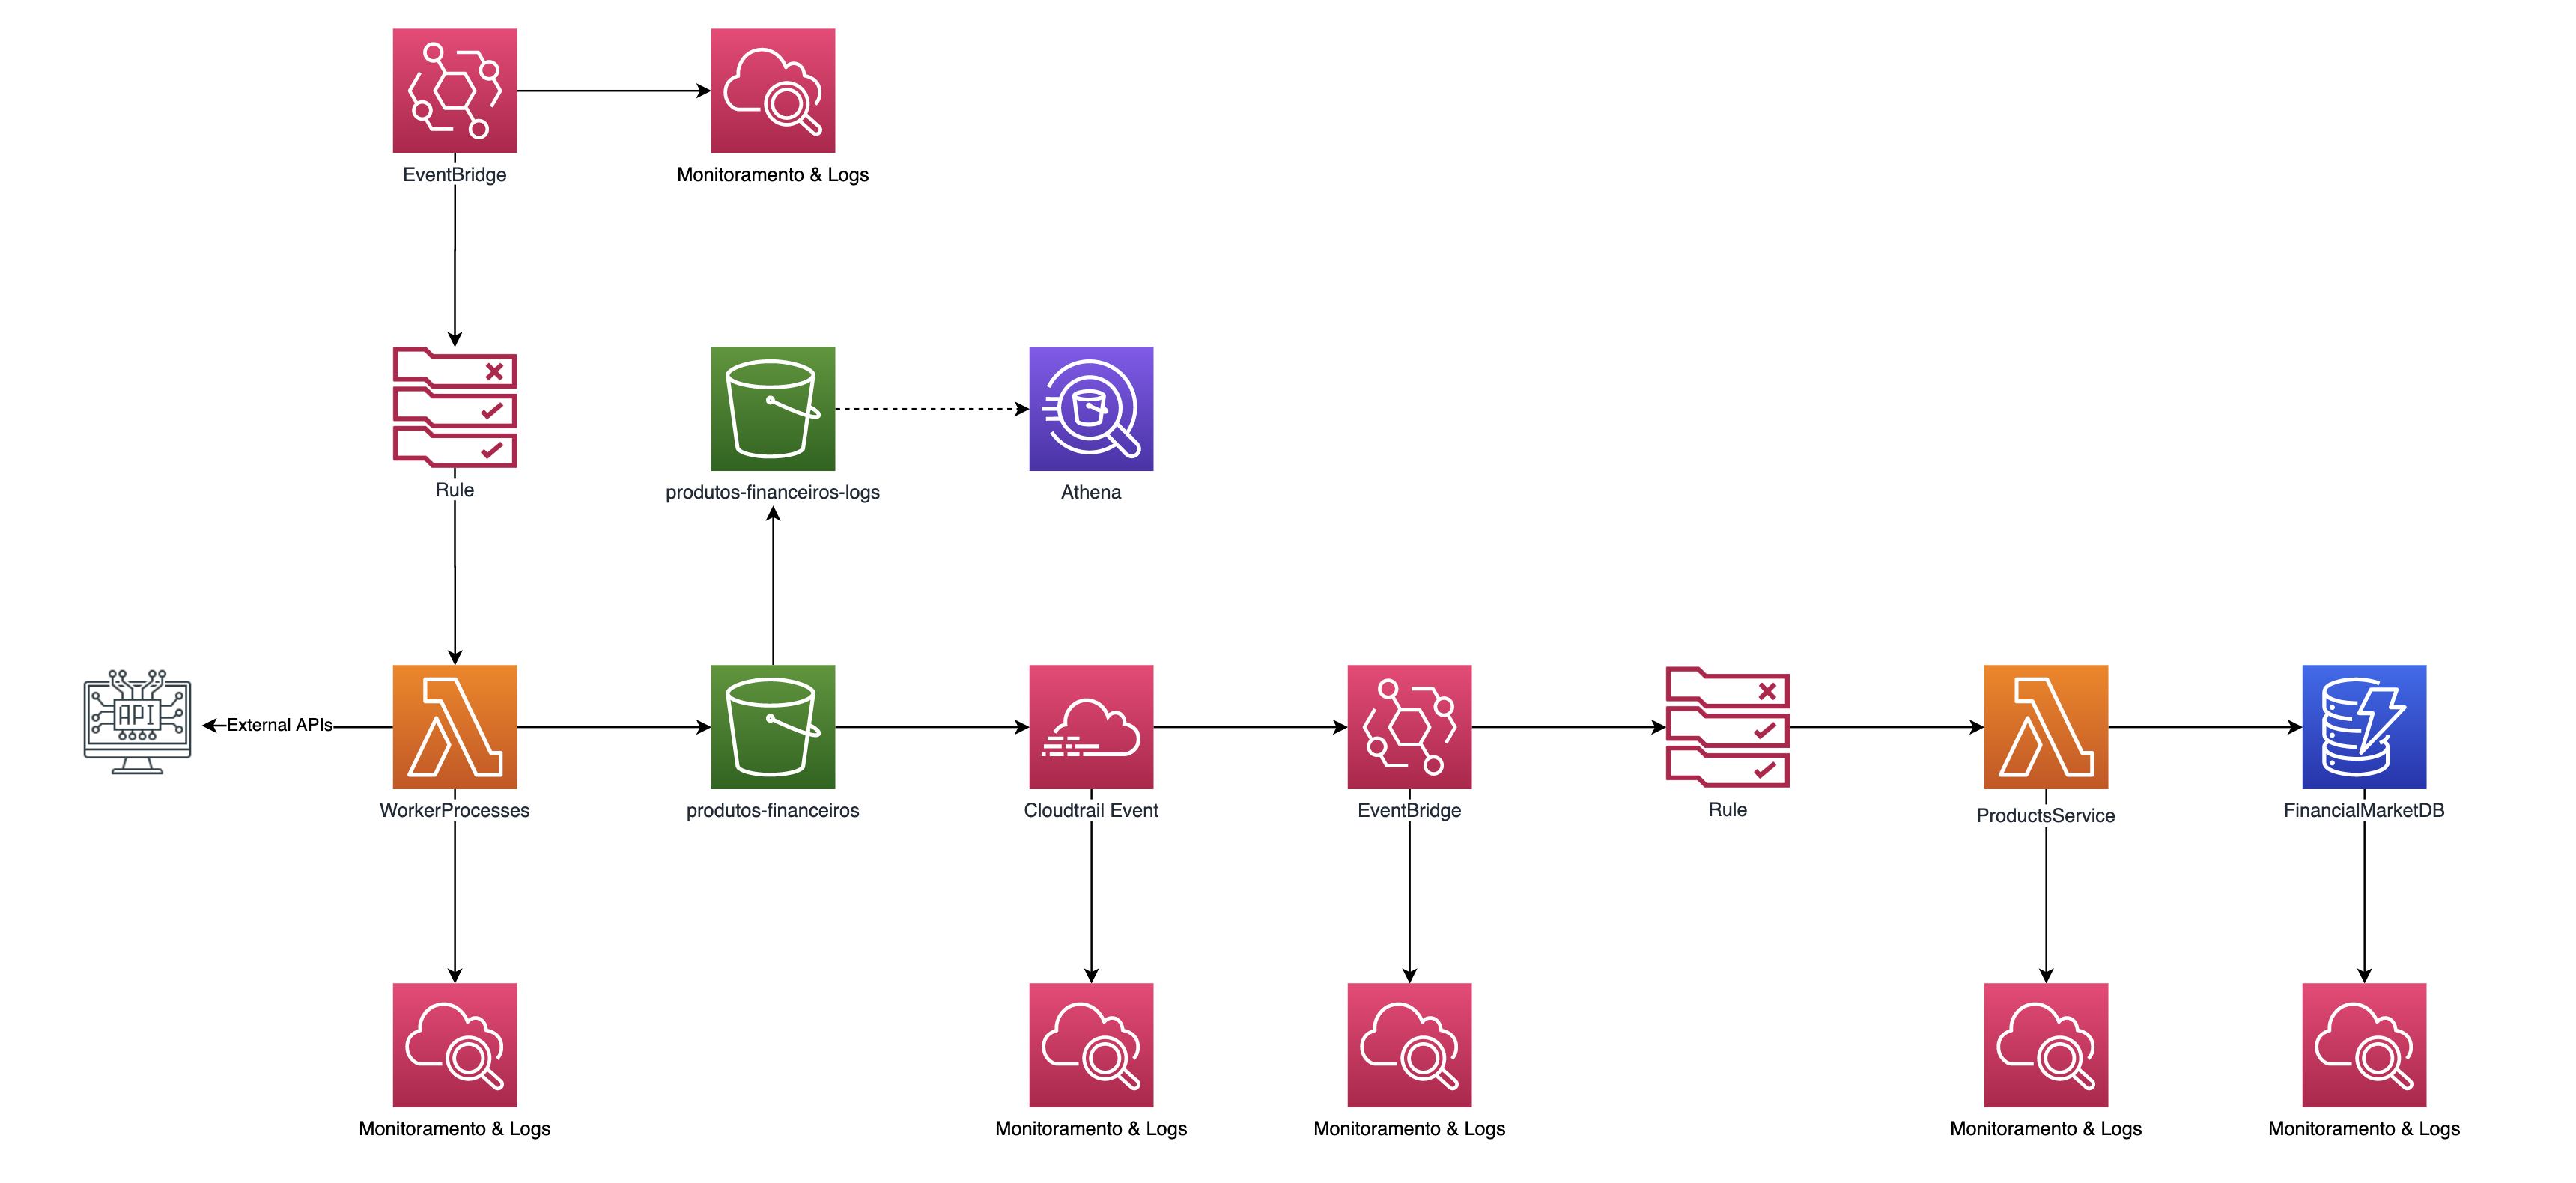 EventBridge
Monitoramento & Logs
Rule
produtos-financeiros-logs
Athena
API
External APIs
WorkerProcesses
produtos-financeiros
Cloudtrail Event
EventBridge
Rule
ProductsService
FinancialMarketDB
Monitoramento & Logs
Monitoramento & Logs
Monitoramento & Logs
Monitoramento & Logs
Monitoramento & Logs